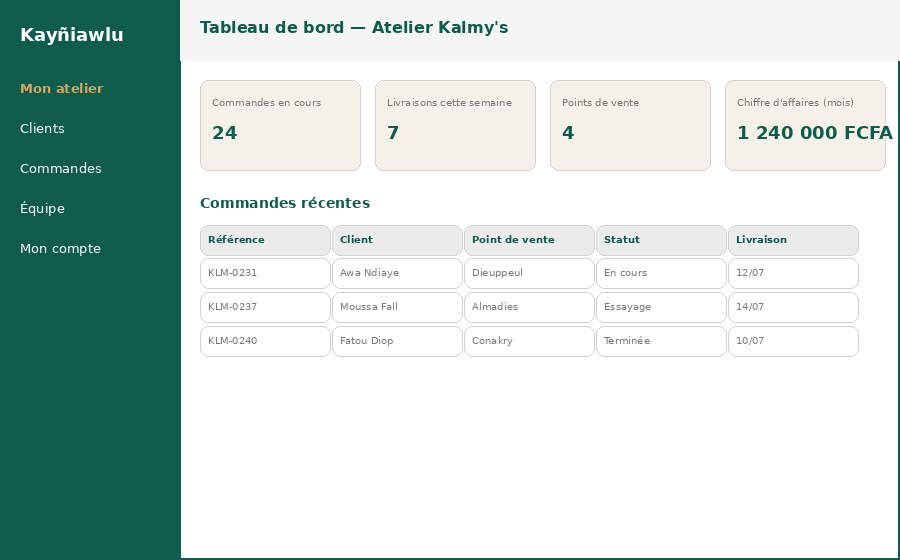 Kayñiawlu
Mon atelier
Clients
Commandes
Équipe
Mon compte
Tableau de bord — Atelier Kalmy's
Commandes en cours
24
Livraisons cette semaine
7
Points de vente
4
Chiffre d'affaires (mois)
1 240 000 FCFA
Commandes récentes
Référence Client Point de vente Statut Livraison
KLM-0231 Awa Ndiaye Dieuppeul En cours 12/07
KLM-0237 Moussa Fall Almadies Essayage 14/07
KLM-0240 Fatou Diop Conakry Terminée 10/07